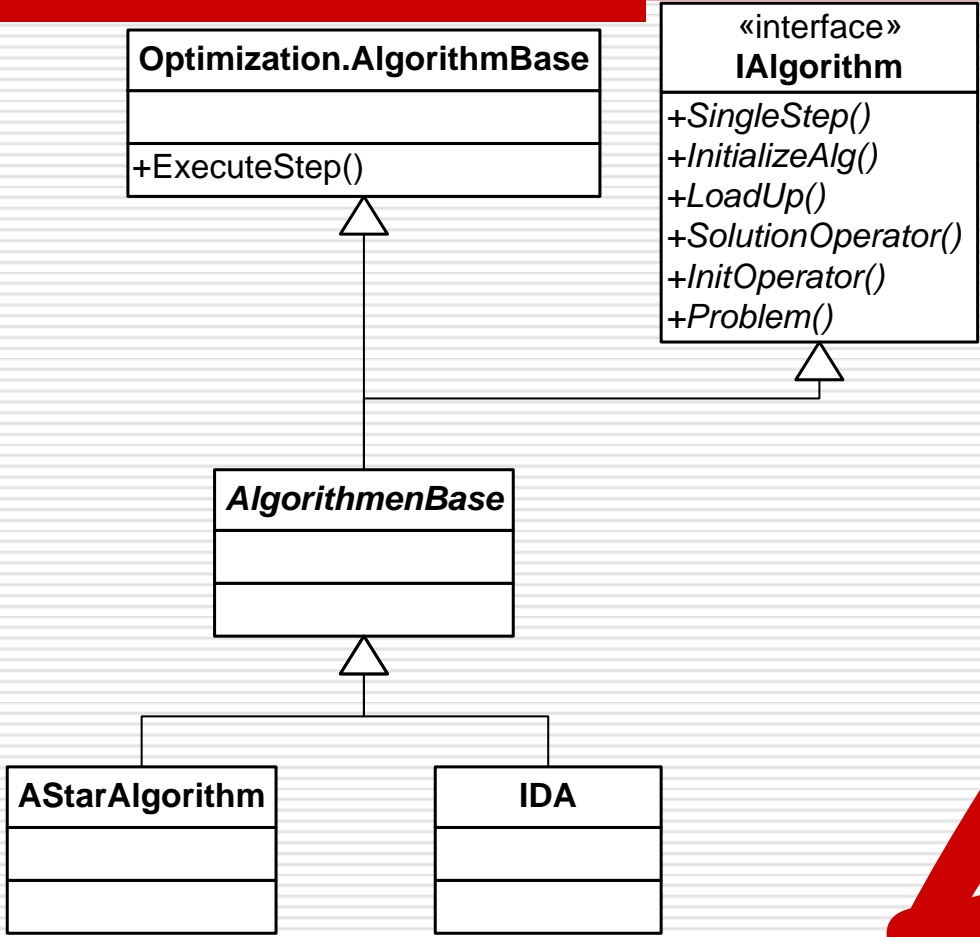 Optimization.AlgorithmBase
+ExecuteStep()
«interface»
IAlgorithm
+SingleStep()
+InitializeAlg()
+LoadUp()
+SolutionOperator()
+InitOperator()
+Problem()
AlgorithmenBase
AStarAlgorithm
IDA